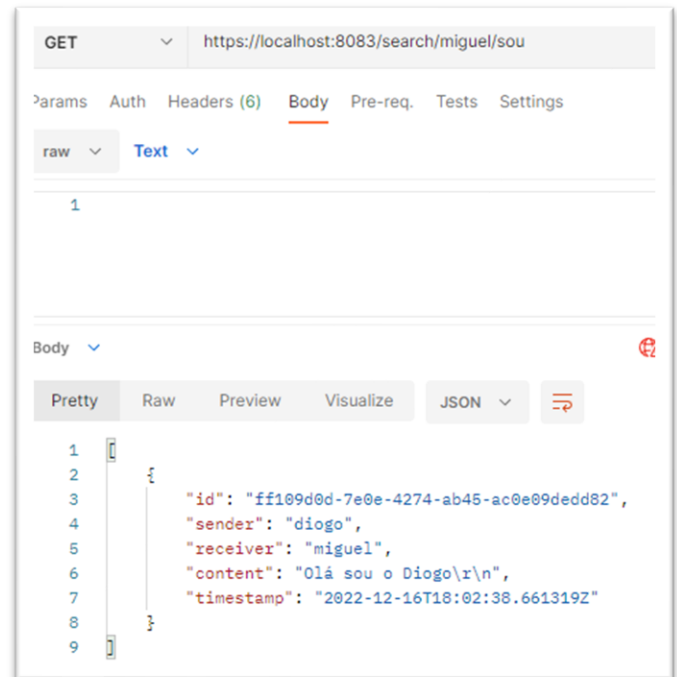 GET https://localhost:8083/search/miguel/sou
Params Auth Headers (6) Body Pre-req. Tests Settings
raw Text
1
Body
Pretty Raw Preview Visualize JSON
1 [
2 {
3 "id": "ff109d0d-7e0e-4274-ab45-ac0e09dedd82",
4 "sender": "diogo",
5 "receiver": "miguel",
6 "content": "Olá sou o Diogo\r\n",
7 "timestamp": "2022-12-16T18:02:38.661319Z"
8 }
9 ]